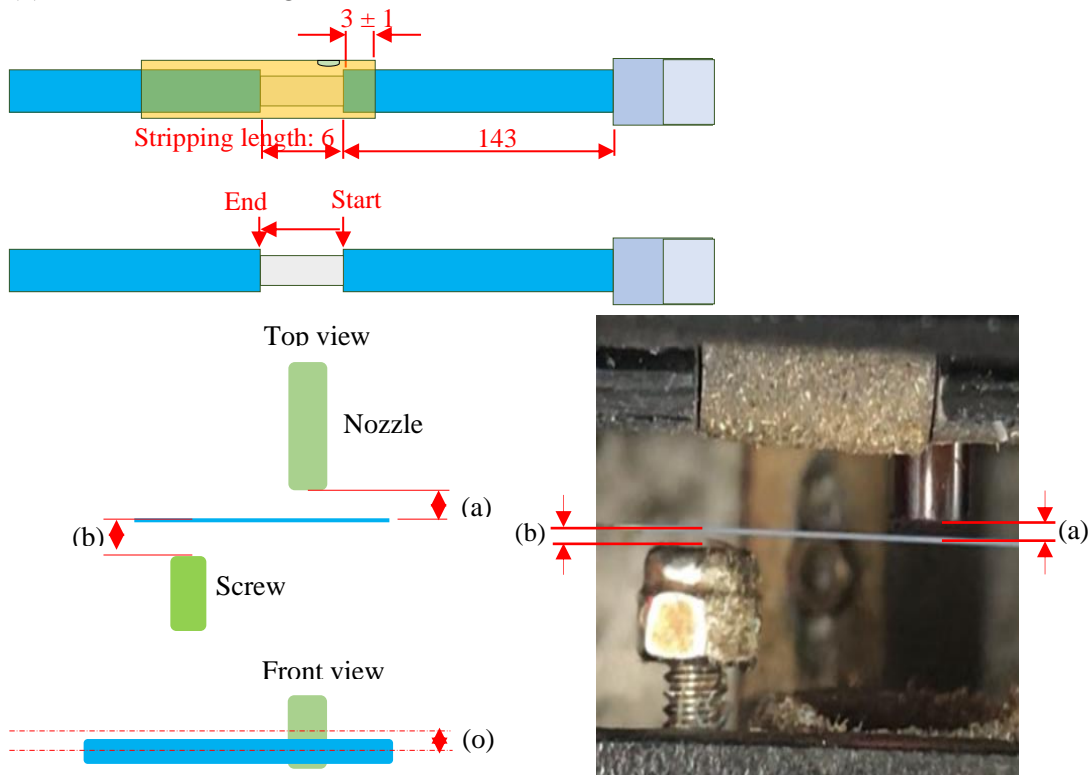 3 ± 1
Stripping length: 6
143
End
Start
Top view
Nozzle
(a)
(b)
Screw
(b)
(a)
Front view
(o)